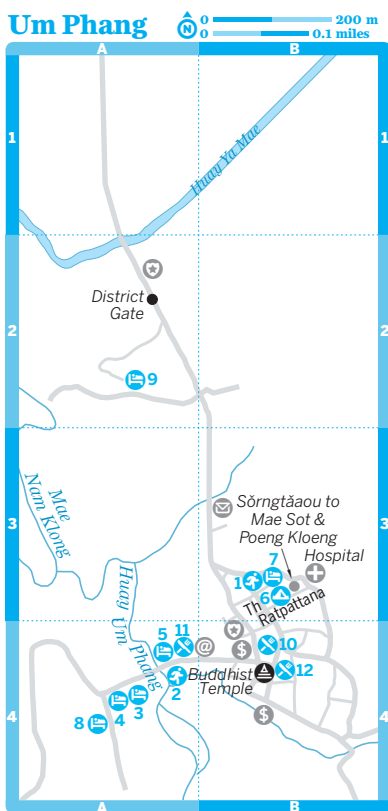 Um Phang
N
0 200 m
0 0.1 miles
A B
1 1
Huay Ya Mae
District
Gate
2 2
9
Mae
Nam Klong
3 3
Sŏrngtăaou to
Mae Sot &
Poeng Kloeng
Hospital
7
1
6
Th Ratpattana
Huay Um Phang
5 11 @ $ 10
2
Buddhist
Temple
12
8 4 3
$
4 4
A B